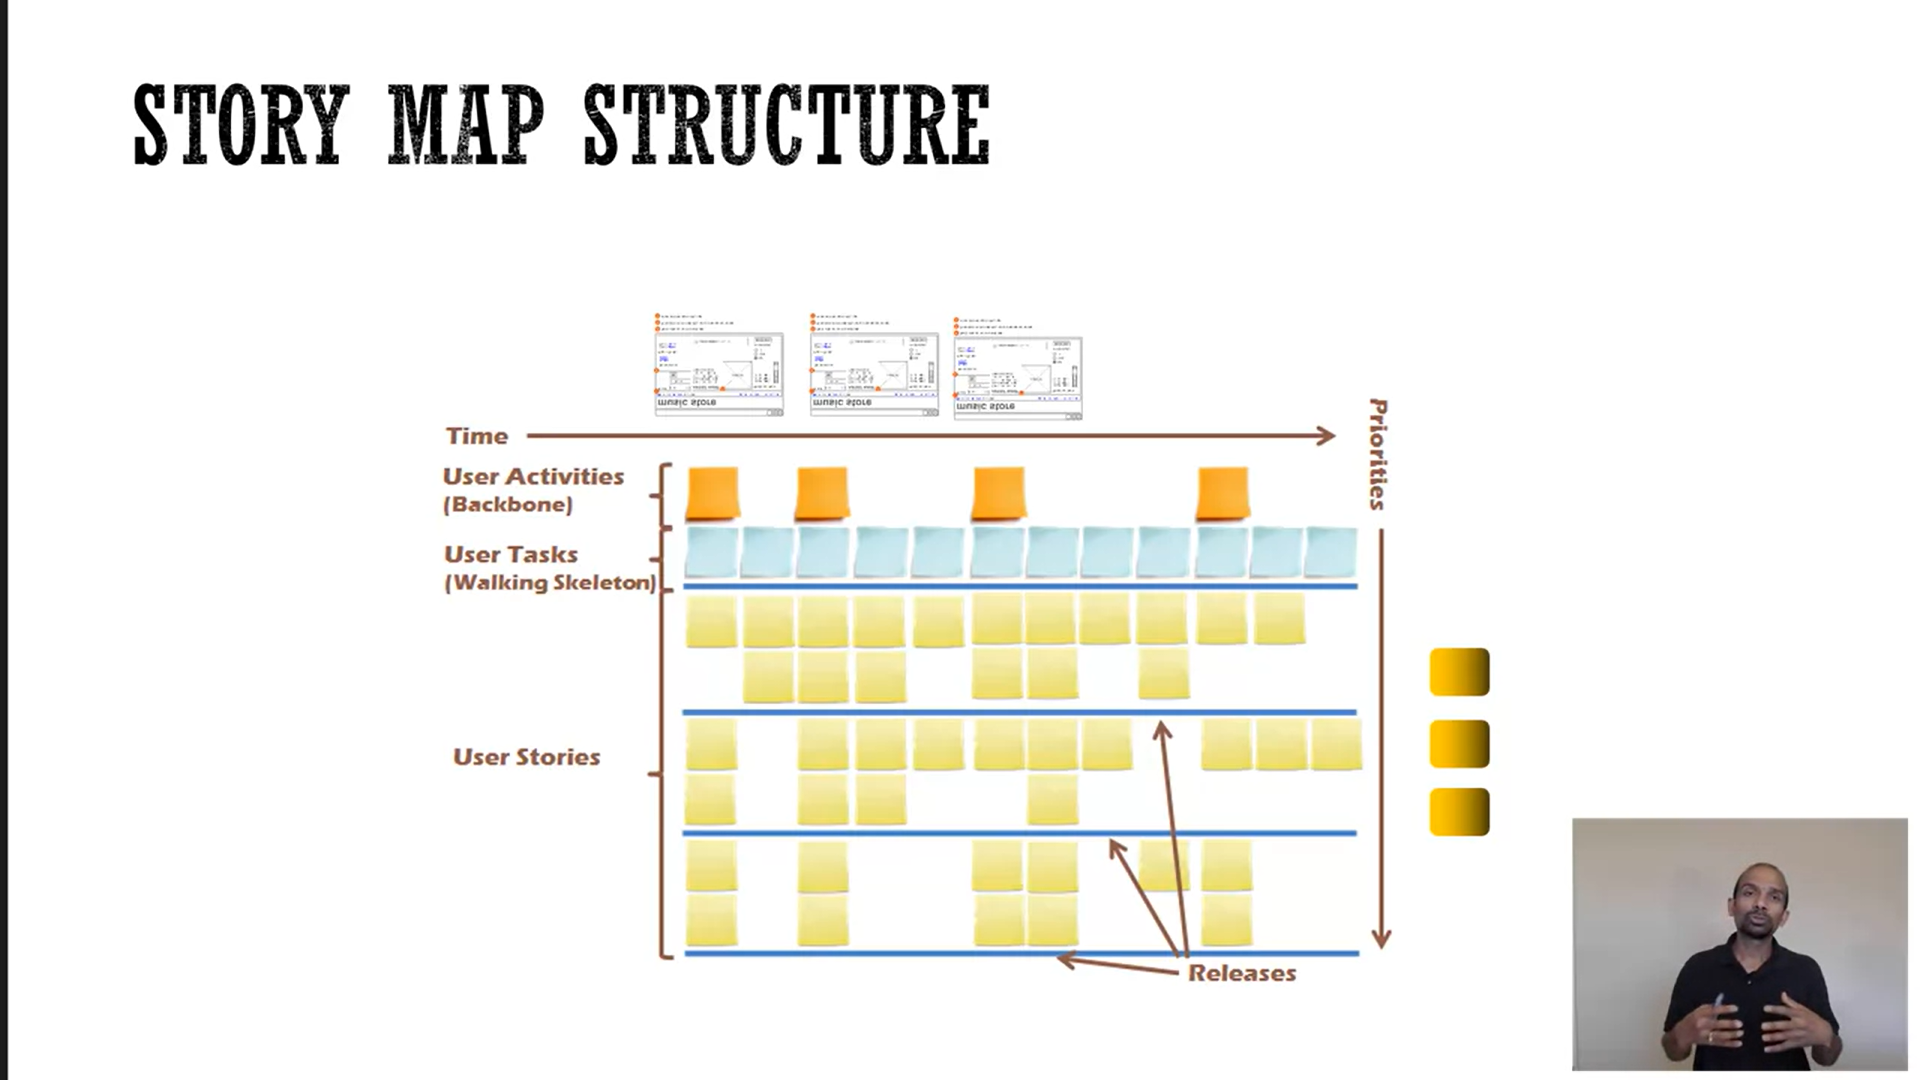 STORY MAP STRUCTURE
music store
music store
music store
Time
Priorities
User Activities
(Backbone)
User Tasks
(Walking Skeleton)
User Stories
Releases